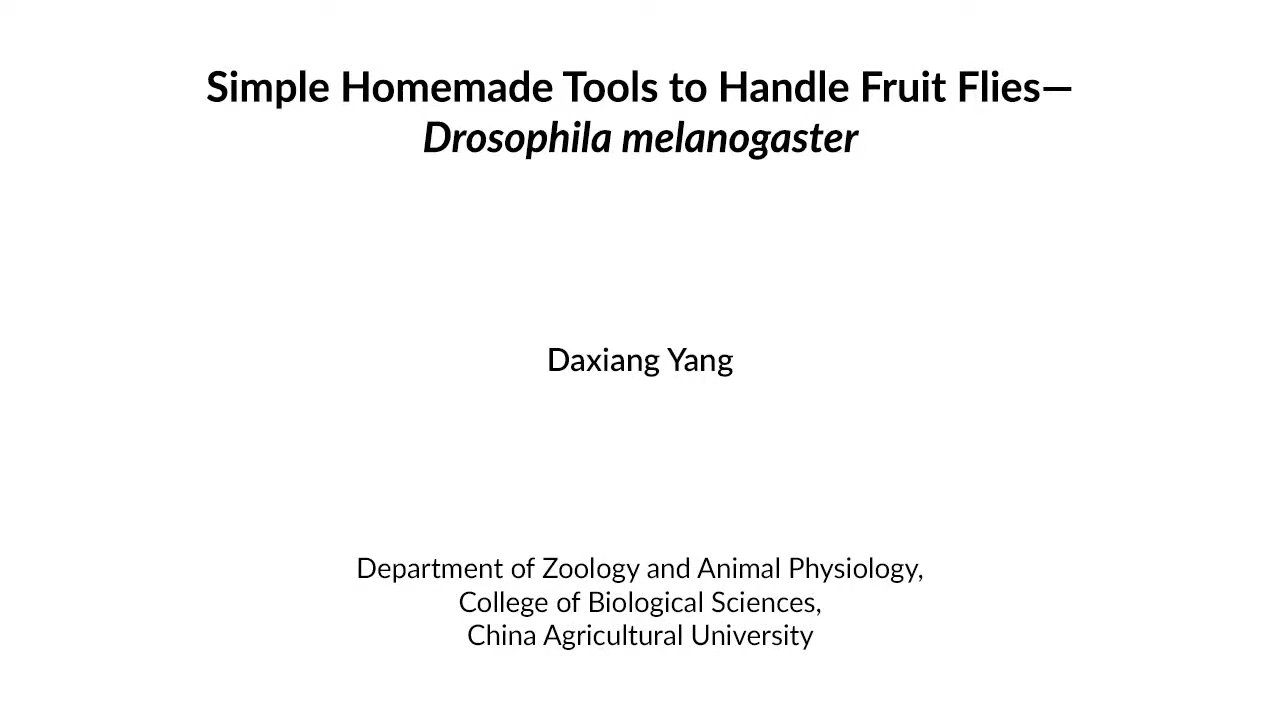 Simple Homemade Tools to Handle Fruit Flies—
Drosophila melanogaster
Daxiang Yang
Department of Zoology and Animal Physiology,
College of Biological Sciences,
China Agricultural University